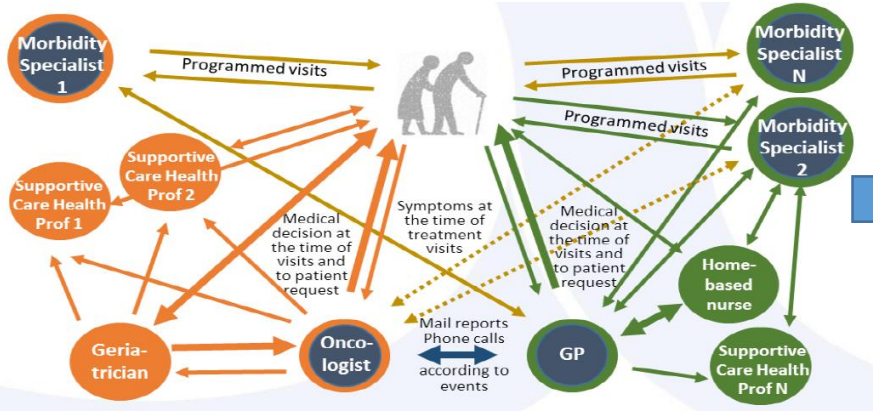 Morbidity
Specialist
1
Programmed visits
Programmed visits
Morbidity
Specialist
N
Programmed visits
Morbidity
Specialist
2
Supportive
Care Health
Prof 1
Supportive
Care Health
Prof 2
Medical
decision at
the time of
visits and
to patient
request
Symptoms at
the time of
treatment
visits
Medical
decision at
the time of
visits and
to patient
request
Home-
based
nurse
Geria-
trician
Onco-
logist
Mail reports
Phone calls
according to
events
GP
Supportive
Care Health
Prof N